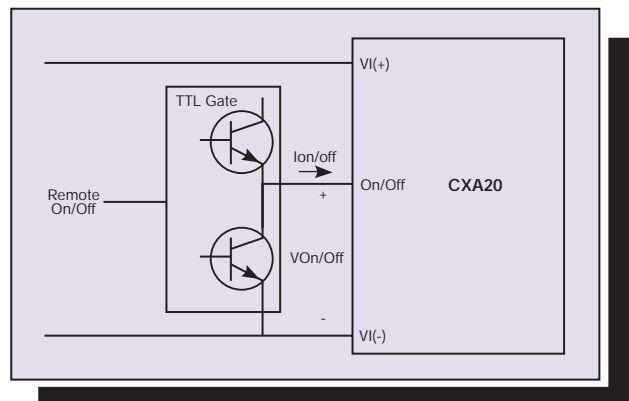 VI(+)
TTL Gate
Ion/off
Remote
On/Off
+
On/Off
CXA20
VOn/Off
-
VI(-)